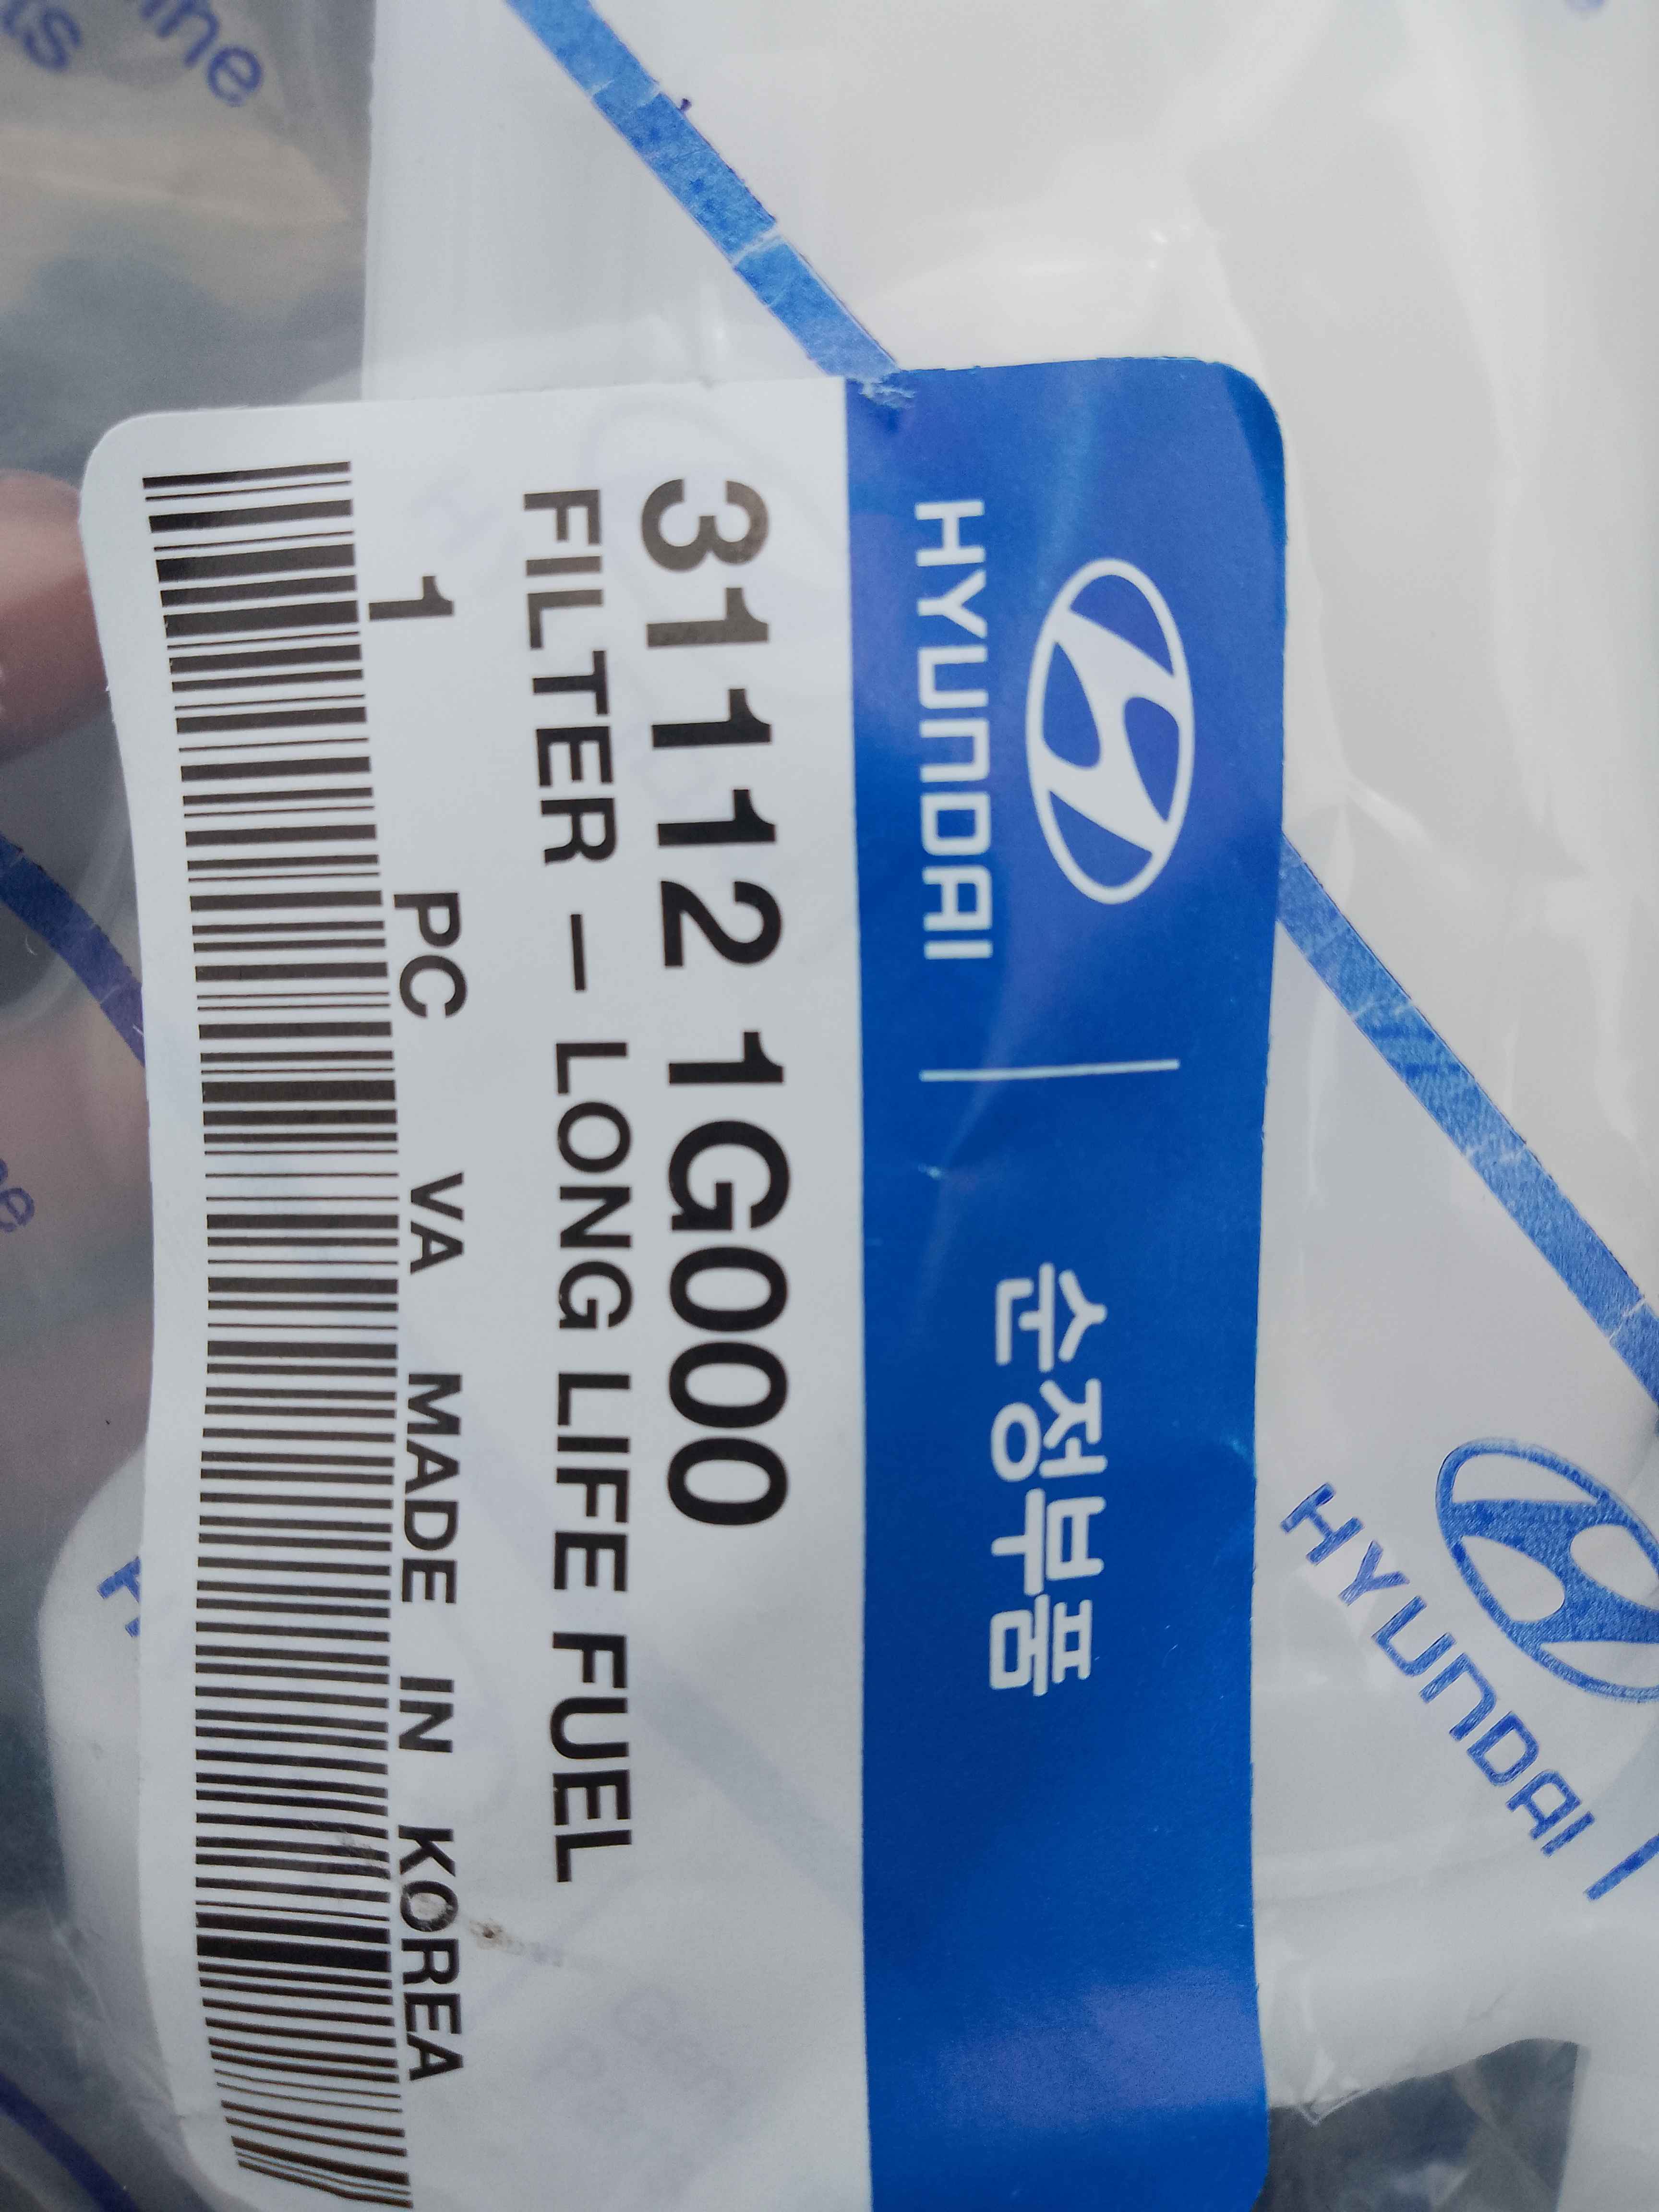 HYUNDAI | 순정부품
31112 1G000
FILTER – LONG LIFE FUEL
1 PC VA MADE IN KOREA
HYUNDAI |